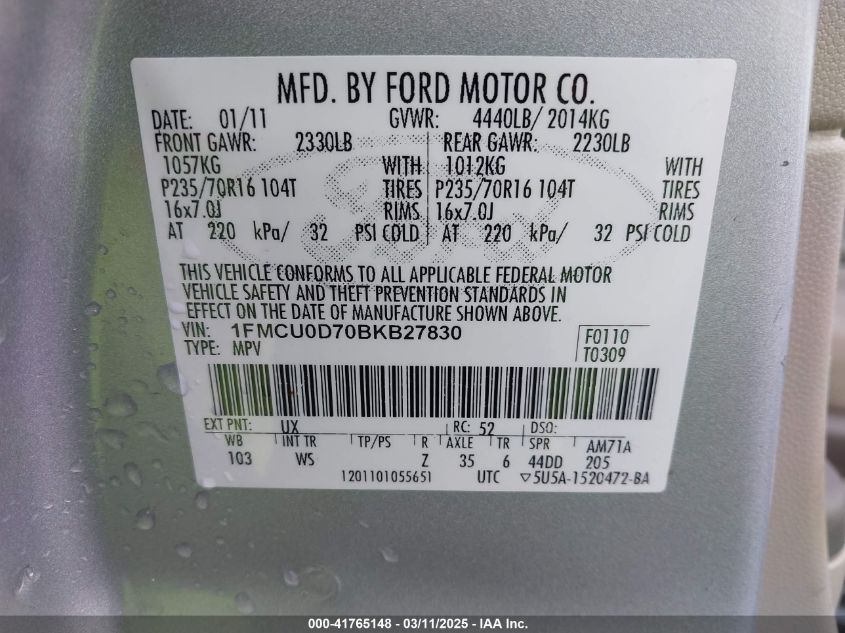 MFD. BY FORD MOTOR CO.
DATE: 01/11 GVWR: 4440LB/ 2014KG
FRONT GAWR: 2330LB REAR GAWR: 2230LB
1057KG WITH 1012KG WITH
P235/70R16 104T TIRES P235/70R16 104T TIRES
16x7.0J RIMS 16x7.0J RIMS
AT 220 kPa/ 32 PSI COLD AT 220 kPa/ 32 PSI COLD
THIS VEHICLE CONFORMS TO ALL APPLICABLE FEDERAL MOTOR
VEHICLE SAFETY AND THEFT PREVENTION STANDARDS IN
EFFECT ON THE DATE OF MANUFACTURE SHOWN ABOVE.
VIN: 1FMCU0D70BKB27830 F0110
TYPE: MPV T0309
EXT PNT: UX RC: 52 DSO:
WB INT TR TP/PS R AXLE TR SPR AM71A
103 WS Z 35 6 44DD 205
1201101055651 UTC ▽5U5A-1520472-BA
000-41765148 - 03/11/2025 - IAA Inc.